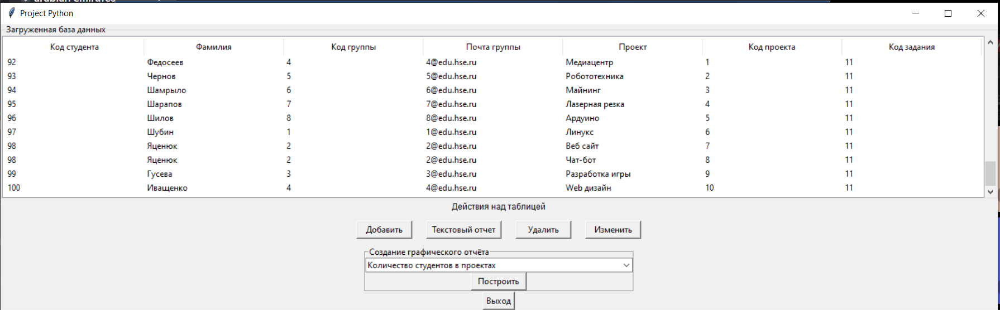 Project Python
Загруженная база данных
Код студента Фамилия Код группы Почта группы Проект Код проекта Код задания
92 Федосеев 4 4@edu.hse.ru Медиацентр 1 11
93 Чернов 5 5@edu.hse.ru Робототехника 2 11
94 Шамрыло 6 6@edu.hse.ru Майнинг 3 11
95 Шарапов 7 7@edu.hse.ru Лазерная резка 4 11
96 Шилов 8 8@edu.hse.ru Ардуино 5 11
97 Шубин 1 1@edu.hse.ru Линукс 6 11
98 Яценюк 2 2@edu.hse.ru Веб сайт 7 11
98 Яценюк 2 2@edu.hse.ru Чат-бот 8 11
99 Гусева 3 3@edu.hse.ru Разработка игры 9 11
100 Иващенко 4 4@edu.hse.ru Web дизайн 10 11
Действия над таблицей
Добавить Текстовый отчет Удалить Изменить
Создание графического отчёта
Количество студентов в проектах
Построить
Выход